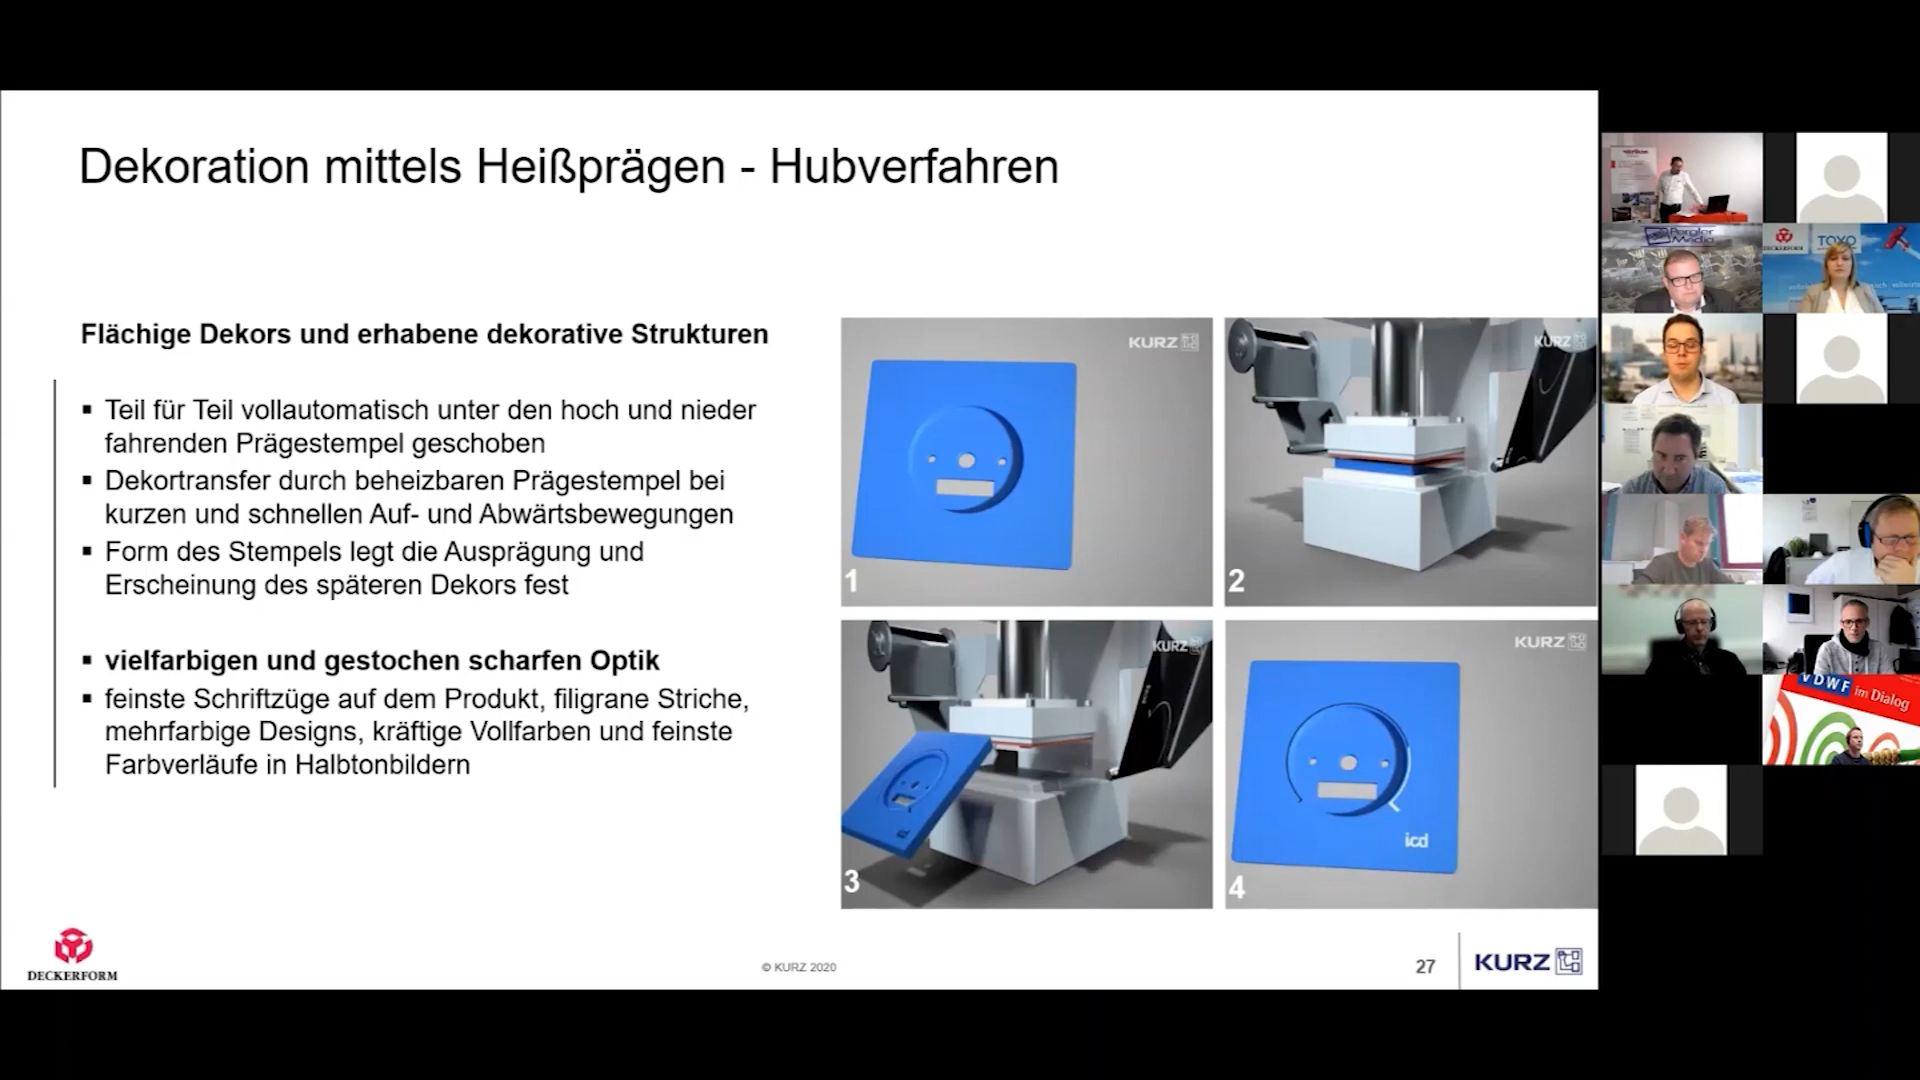 Dekoration mittels Heißprägen - Hubverfahren
Flächige Dekors und erhabene dekorative Strukturen
▪ Teil für Teil vollautomatisch unter den hoch und nieder
fahrenden Prägestempel geschoben
▪ Dekortransfer durch beheizbaren Prägestempel bei
kurzen und schnellen Auf- und Abwärtsbewegungen
▪ Form des Stempels legt die Ausprägung und
Erscheinung des späteren Dekors fest
▪ vielfarbigen und gestochen scharfen Optik
▪ feinste Schriftzüge auf dem Produkt, filigrane Striche,
mehrfarbige Designs, kräftige Vollfarben und feinste
Farbverläufe in Halbtonbildern
KURZ
1
KURZ
2
KURZ
3
KURZ
icd
4
DECKERFORM
© KURZ 2020
27
KURZ
Pergler
Media
DECKERFORM
VDWF im Dialog